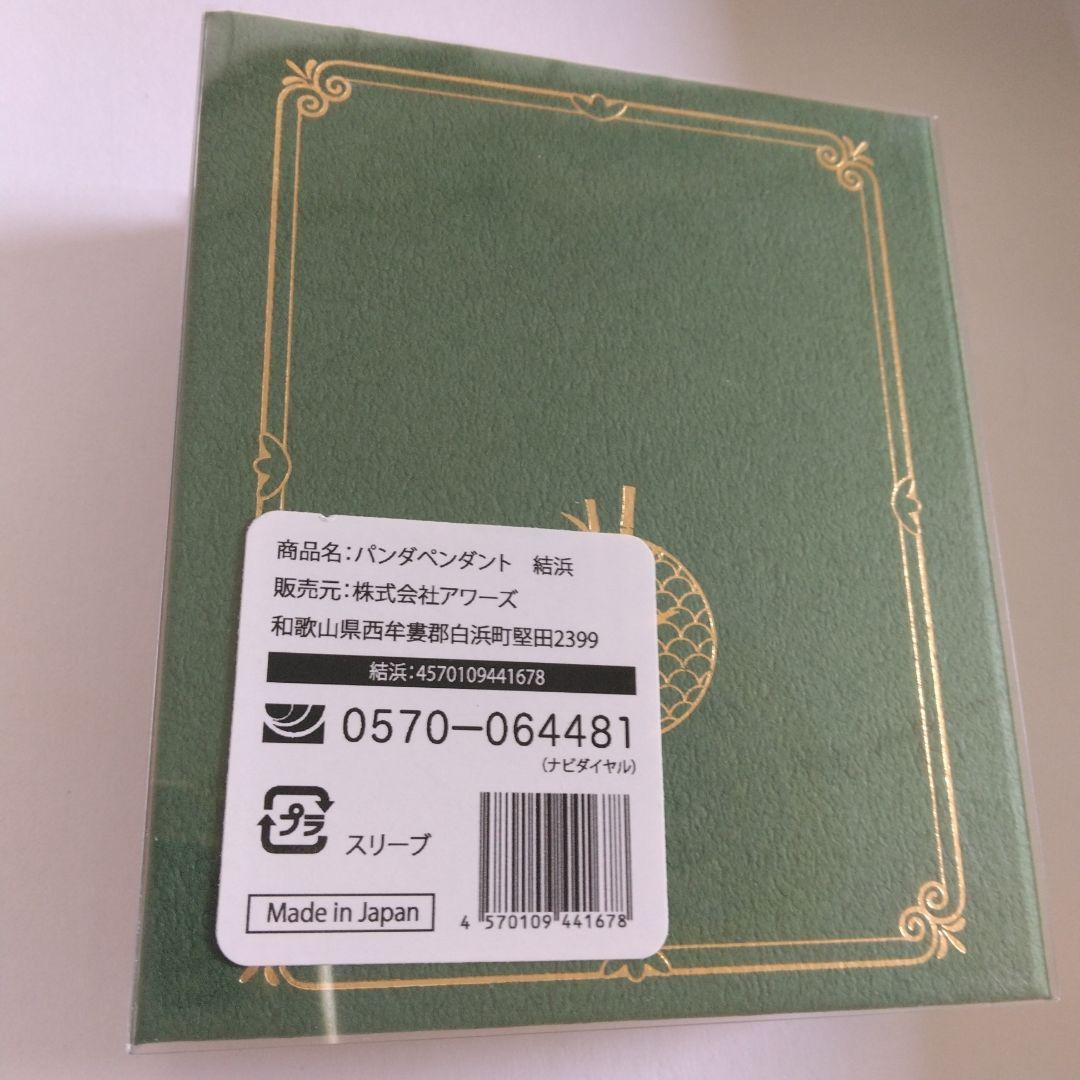 商品名：パンダペンダント　結浜
販売元：株式会社アワーズ
和歌山県西牟婁郡白浜町堅田2399
結浜：4570109441678
0570－064481
（ナビダイヤル）
プラ
スリーブ
Made in Japan
4 570109 441678